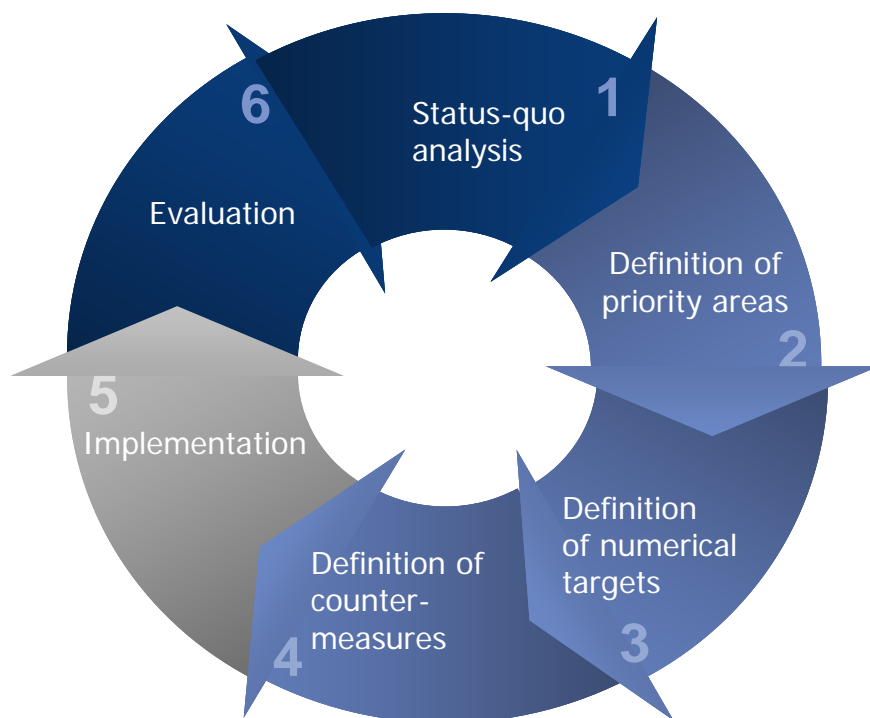 1
Status-quo
analysis
2
Definition of
priority areas
3
Definition
of numerical
targets
4
Definition of
counter-
measures
5
Implementation
6
Evaluation